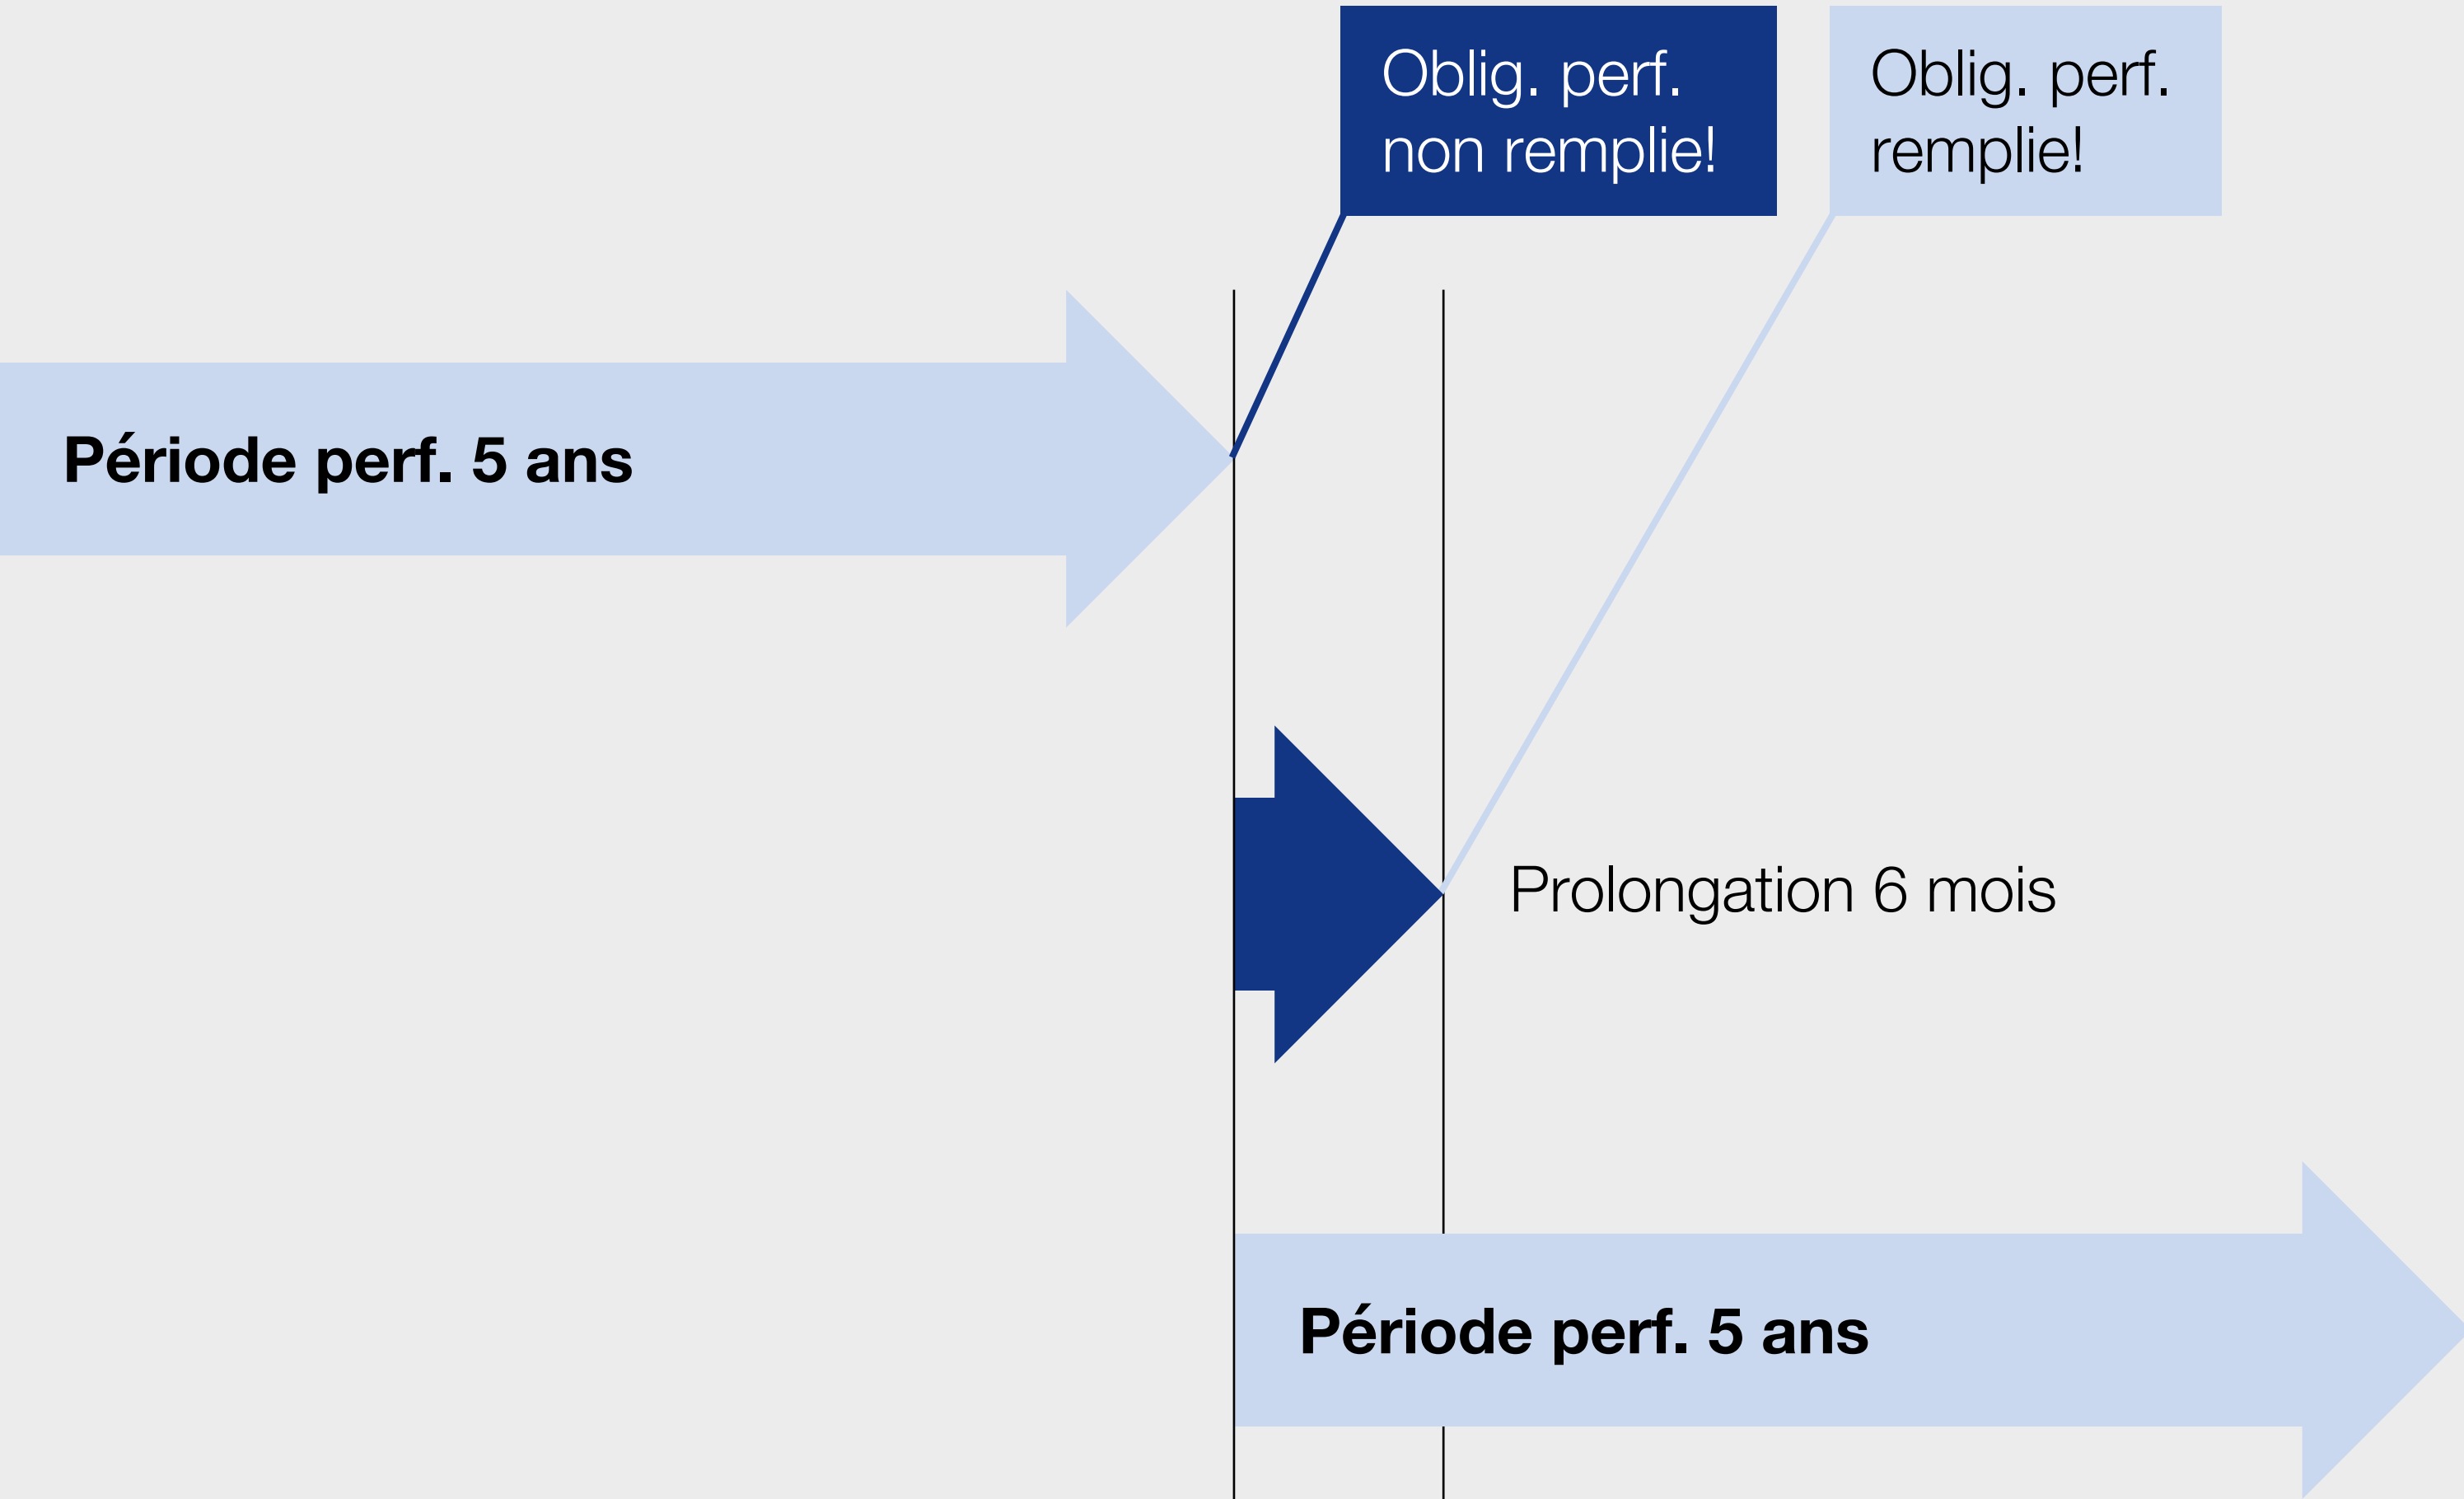 Oblig. perf.
non remplie!
Oblig. perf.
remplie!
Période perf. 5 ans
Prolongation 6 mois
Période perf. 5 ans